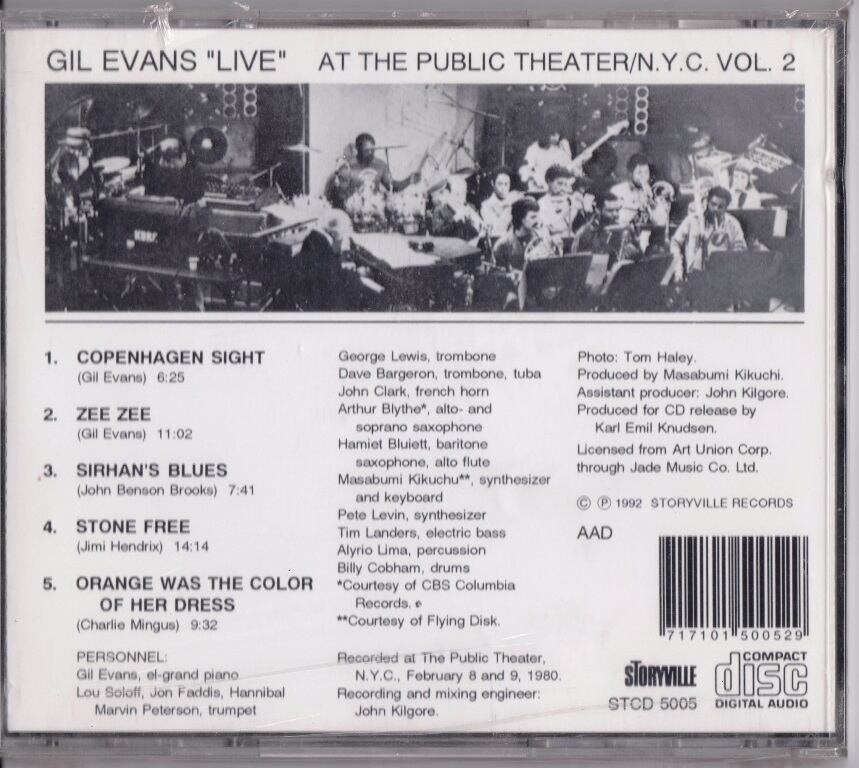 GIL EVANS "LIVE" AT THE PUBLIC THEATER/N.Y.C. VOL. 2
KORG
1. COPENHAGEN SIGHT
(Gil Evans) 6:25
2. ZEE ZEE
(Gil Evans) 11:02
3. SIRHAN'S BLUES
(John Benson Brooks) 7:41
4. STONE FREE
(Jimi Hendrix) 14:14
5. ORANGE WAS THE COLOR
OF HER DRESS
(Charlie Mingus) 9:32
PERSONNEL:
Gil Evans, el-grand piano
Lou Soloff, Jon Faddis, Hannibal
Marvin Peterson, trumpet
George Lewis, trombone
Dave Bargeron, trombone, tuba
John Clark, french horn
Arthur Blythe*, alto- and
soprano saxophone
Hamiet Bluiett, baritone
saxophone, alto flute
Masabumi Kikuchu**, synthesizer
and keyboard
Pete Levin, synthesizer
Tim Landers, electric bass
Alyrio Lima, percussion
Billy Cobham, drums
*Courtesy of CBS Columbia
Records.
**Courtesy of Flying Disk.
Recorded at The Public Theater,
N.Y.C., February 8 and 9, 1980.
Recording and mixing engineer:
John Kilgore.
Photo: Tom Haley.
Produced by Masabumi Kikuchi.
Assistant producer: John Kilgore.
Produced for CD release by
Karl Emil Knudsen.
Licensed from Art Union Corp.
through Jade Music Co. Ltd.
© ℗ 1992 STORYVILLE RECORDS
AAD
717101 500529
STORYVILLE
STCD 5005
COMPACT
disc
DIGITAL AUDIO